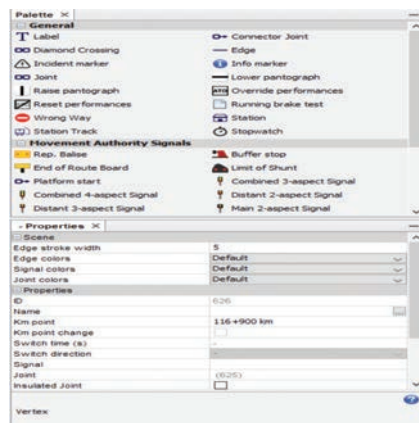 Palette ×
General
Label Connector Joint
Diamond Crossing Edge
Incident marker Info marker
Joint Lower pantograph
Raise pantograph ATO Override performances
Reset performances Running brake test
Wrong Way Station
Station Track Stopwatch
Movement Authority Signals
Rep. Balise Buffer stop
End of Route Board Limit of Shunt
Platform start Combined 3-aspect Signal
Combined 4-aspect Signal Distant 2-aspect Signal
Distant 3-aspect Signal Main 2-aspect Signal
Properties ×
Scene
Edge stroke width 5
Edge colors Default
Signal colors Default
Joint colors Default
Properties
ID 626
Name
Km point 116+900 km
Km point change
Switch time (s) -
Switch direction -
Signal
Joint (625)
Insulated Joint
Vertex